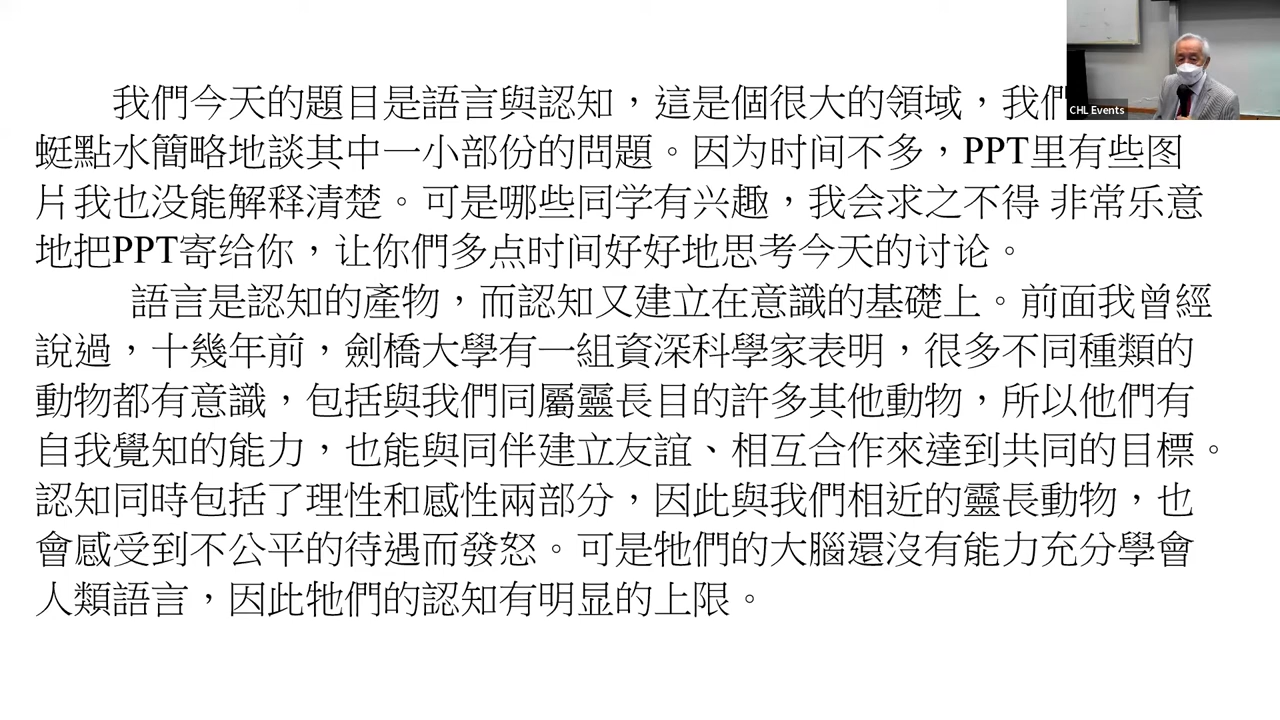 我們今天的題目是語言與認知，這是個很大的領域，我們
蜓點水簡略地談其中一小部份的問題。因为时间不多，PPT里有些图
片我也没能解释清楚。可是哪些同学有兴趣，我会求之不得 非常乐意
地把PPT寄给你，让你們多点时间好好地思考今天的讨论。
語言是認知的產物，而認知又建立在意識的基礎上。前面我曾經
說過，十幾年前，劍橋大學有一組資深科學家表明，很多不同種類的
動物都有意識，包括與我們同屬靈長目的許多其他動物，所以他們有
自我覺知的能力，也能與同伴建立友誼、相互合作來達到共同的目標。
認知同時包括了理性和感性兩部分，因此與我們相近的靈長動物，也
會感受到不公平的待遇而發怒。可是牠們的大腦還沒有能力充分學會
人類語言，因此牠們的認知有明显的上限。
CHL Events